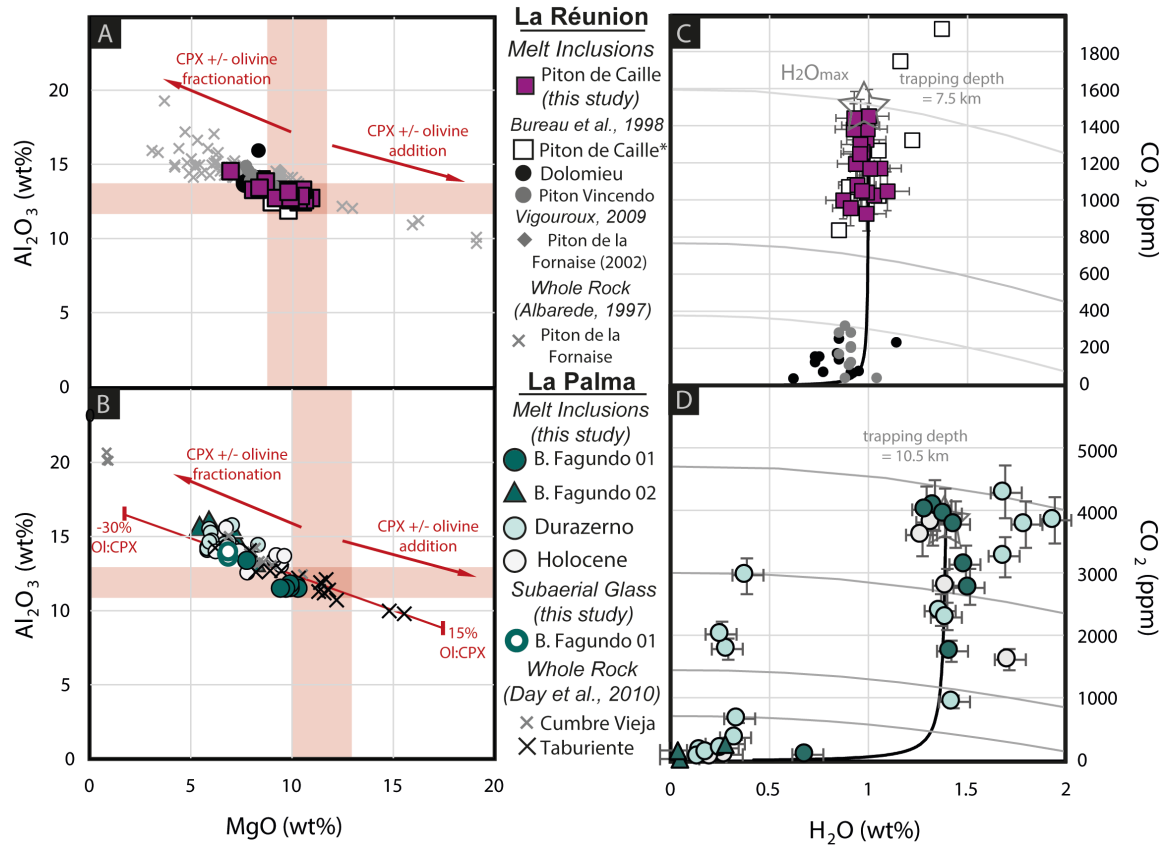 A
CPX +/- olivine
fractionation
CPX +/- olivine
addition
20
15
10
5
0
Al2O3 (wt%)
La Réunion
Melt Inclusions
Piton de Caille
(this study)
Bureau et al., 1998
Piton de Caille*
Dolomieu
Piton Vincendo
Vigouroux, 2009
Piton de la
Fornaise (2002)
Whole Rock
(Albarede, 1997)
Piton de la
Fornaise
C
H2Omax
trapping depth
= 7.5 km
1800
1600
1400
1200
1000
800
600
400
200
0
CO2
(ppm)
B
0
CPX +/- olivine
fractionation
CPX +/- olivine
addition
-30%
Ol:CPX
15%
Ol:CPX
20
15
10
5
0
Al2O3 (wt%)
0
5
10
15
20
MgO (wt%)
La Palma
Melt Inclusions
(this study)
B. Fagundo 01
B. Fagundo 02
Durazerno
Holocene
Subaerial Glass
(this study)
B. Fagundo 01
Whole Rock
(Day et al., 2010)
Cumbre Vieja
Taburiente
D
trapping depth
= 10.5 km
5000
4000
3000
2000
1000
0
CO2
(ppm)
0
0.5
1
1.5
2
H2O (wt%)